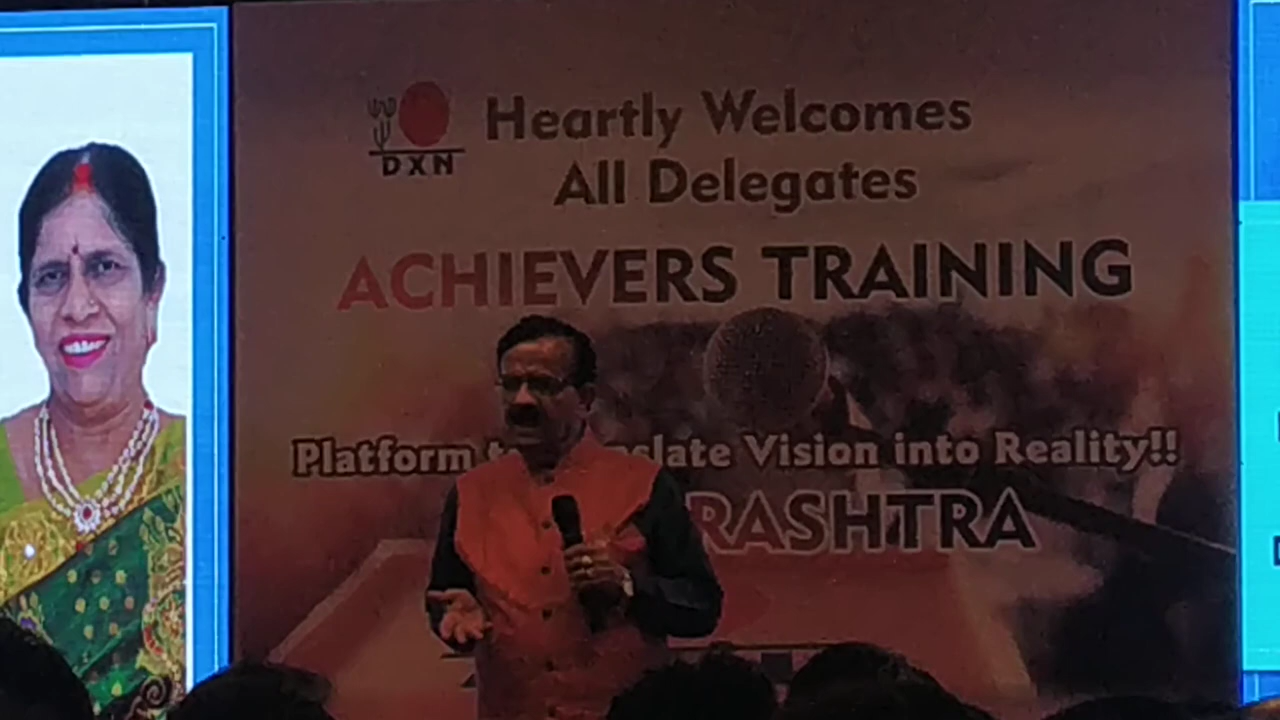 DXN
Heartly Welcomes
All Delegates
ACHIEVERS TRAINING
Platform slate Vision into Reality!!
RASHTRA